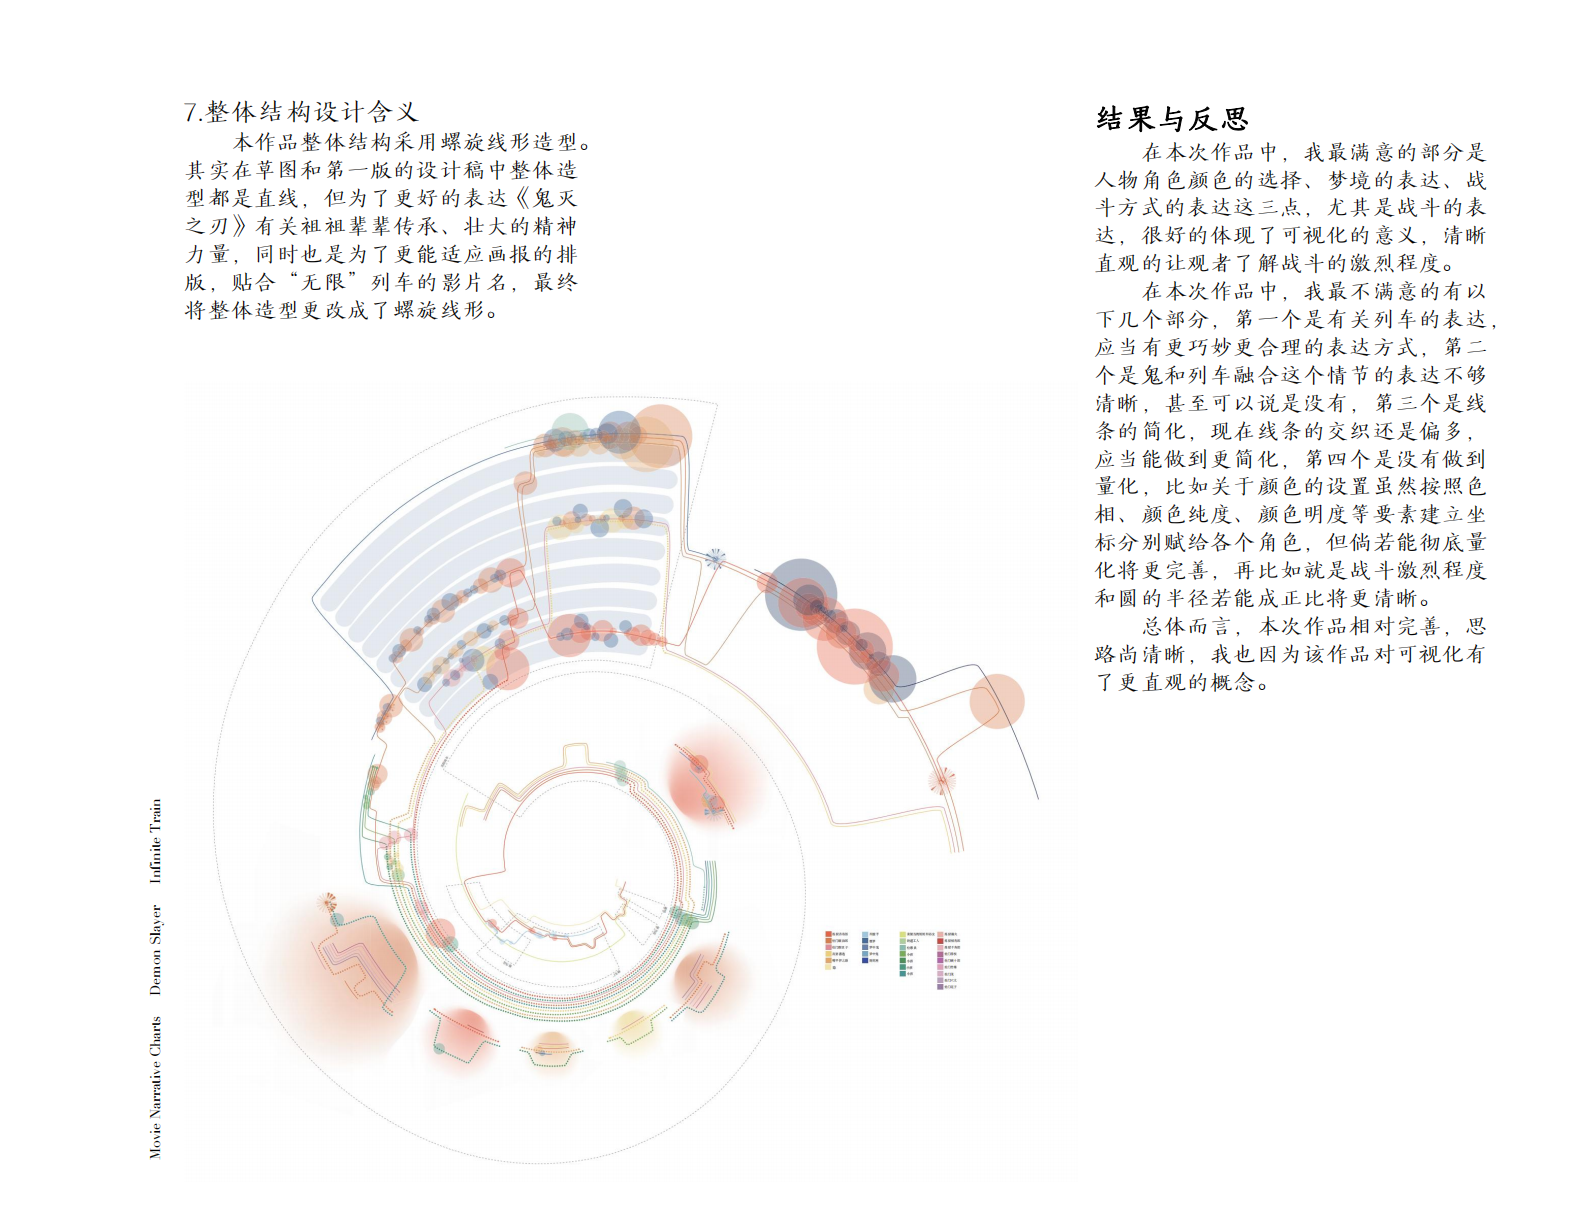 7.整体结构设计含义
本作品整体结构采用螺旋线形造型。
其实在草图和第一版的设计稿中整体造
型都是直线，但为了更好的表达《鬼灭
之刃》有关祖祖辈辈传承、壮大的精神
力量，同时也是为了更能适应画报的排
版，贴合“无限”列车的影片名，最终
将整体造型更改成了螺旋线形。
结果与反思
在本次作品中，我最满意的部分是
人物角色颜色的选择、梦境的表达、战
斗方式的表达这三点，尤其是战斗的表
达，很好的体现了可视化的意义，清晰
直观的让观者了解战斗的激烈程度。
在本次作品中，我最不满意的有以
下几个部分，第一个是有关列车的表达，
应当有更巧妙更合理的表达方式，第二
个是鬼和列车融合这个情节的表达不够
清晰，甚至可以说是没有，第三个是线
条的简化，现在线条的交织还是偏多，
应当能做到更简化，第四个是没有做到
量化，比如关于颜色的设置虽然按照色
相、颜色纯度、颜色明度等要素建立坐
标分别赋给各个角色，但倘若能彻底量
化将更完善，再比如就是战斗激烈程度
和圆的半径若能成正比将更清晰。
总体而言，本次作品相对完善，思
路尚清晰，我也因为该作品对可视化有
了更直观的概念。
Movie Narrative Charts Demon Slayer Infinite Train